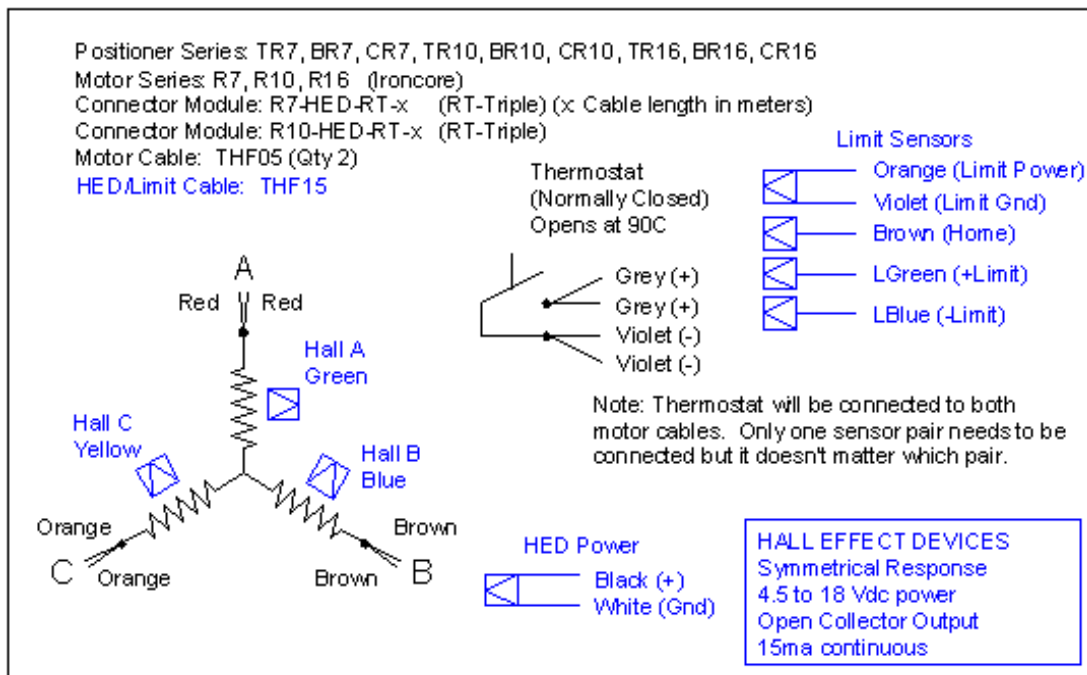 Positioner Series: TR7, BR7, CR7, TR10, BR10, CR10, TR16, BR16, CR16
Motor Series: R7, R10, R16 (Ironcore)
Connector Module: R7-HED-RT-x (RT-Triple) (x Cable length in meters)
Connector Module: R10-HED-RT-x (RT-Triple)
Motor Cable: THF05 (Qty 2)
HED/Limit Cable: THF15
Thermostat
(Normally Closed)
Opens at 90C
Grey (+)
Grey (+)
Violet (-)
Violet (-)
Limit Sensors
Orange (Limit Power)
Violet (Limit Gnd)
Brown (Home)
LGreen (+Limit)
LBlue (-Limit)
A
Red Red
Hall A
Green
Hall C
Yellow
Hall B
Blue
Orange
C
Orange
Brown
Brown
B
Note: Thermostat will be connected to both
motor cables. Only one sensor pair needs to be
connected but it doesn't matter which pair.
HED Power
Black (+)
White (Gnd)
HALL EFFECT DEVICES
Symmetrical Response
4.5 to 18 Vdc power
Open Collector Output
15ma continuous